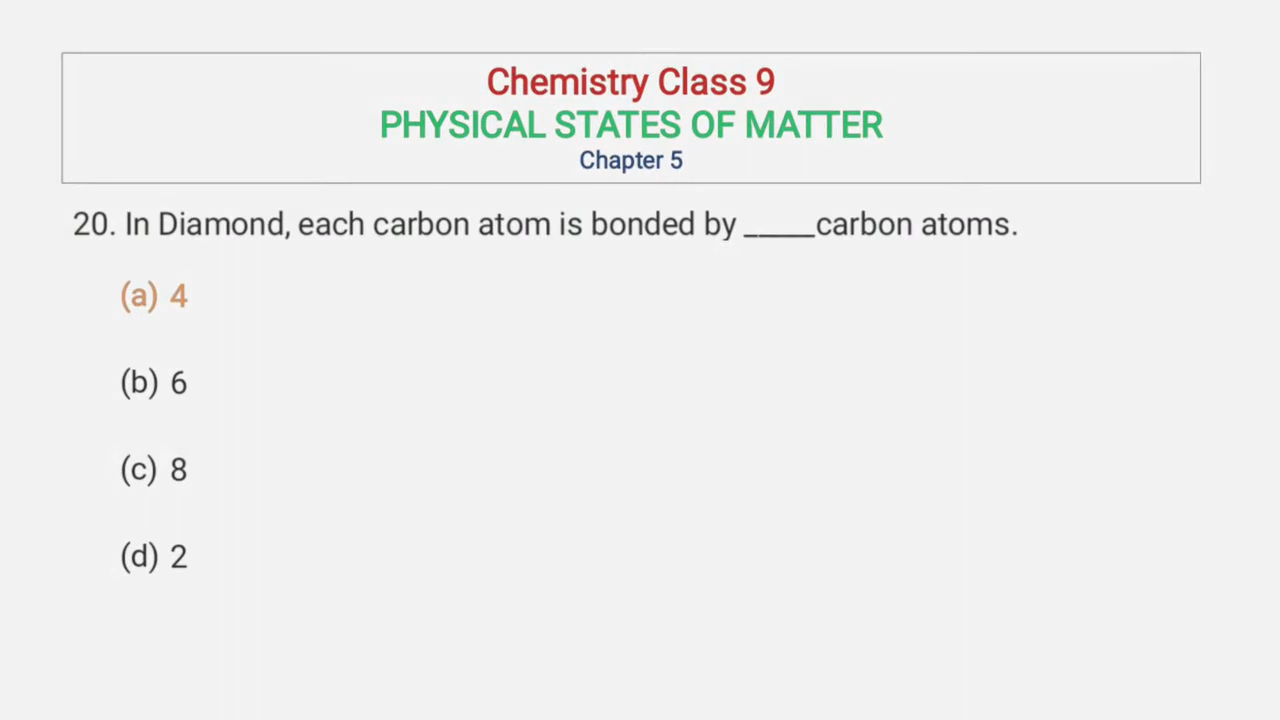 Chemistry Class 9
PHYSICAL STATES OF MATTER
Chapter 5
20. In Diamond, each carbon atom is bonded by _____carbon atoms.
(a) 4
(b) 6
(c) 8
(d) 2